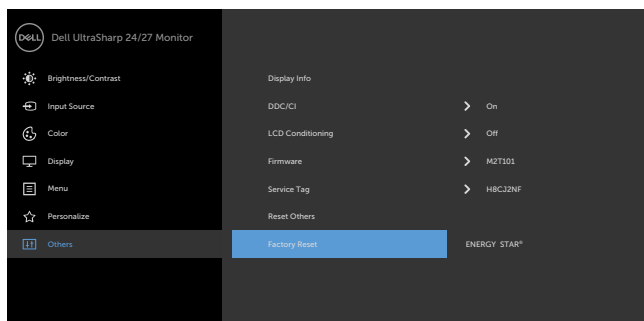 DELL Dell UltraSharp 24/27 Monitor
Brightness/Contrast
Input Source
Color
Display
Menu
Personalize
Others
Display Info
DDC/CI On
LCD Conditioning Off
Firmware M2T101
Service Tag H8CJ2NF
Reset Others
Factory Reset ENERGY STAR®